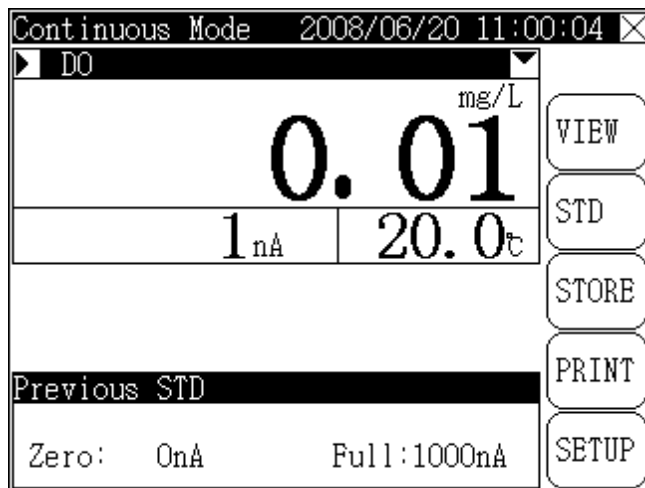 Continuous Mode 2008/06/20 11:00:04
DO
mg/L
0.01
1nA 20.0℃
VIEW
STD
STORE
PRINT
SETUP
Previous STD
Zero: 0nA Full:1000nA